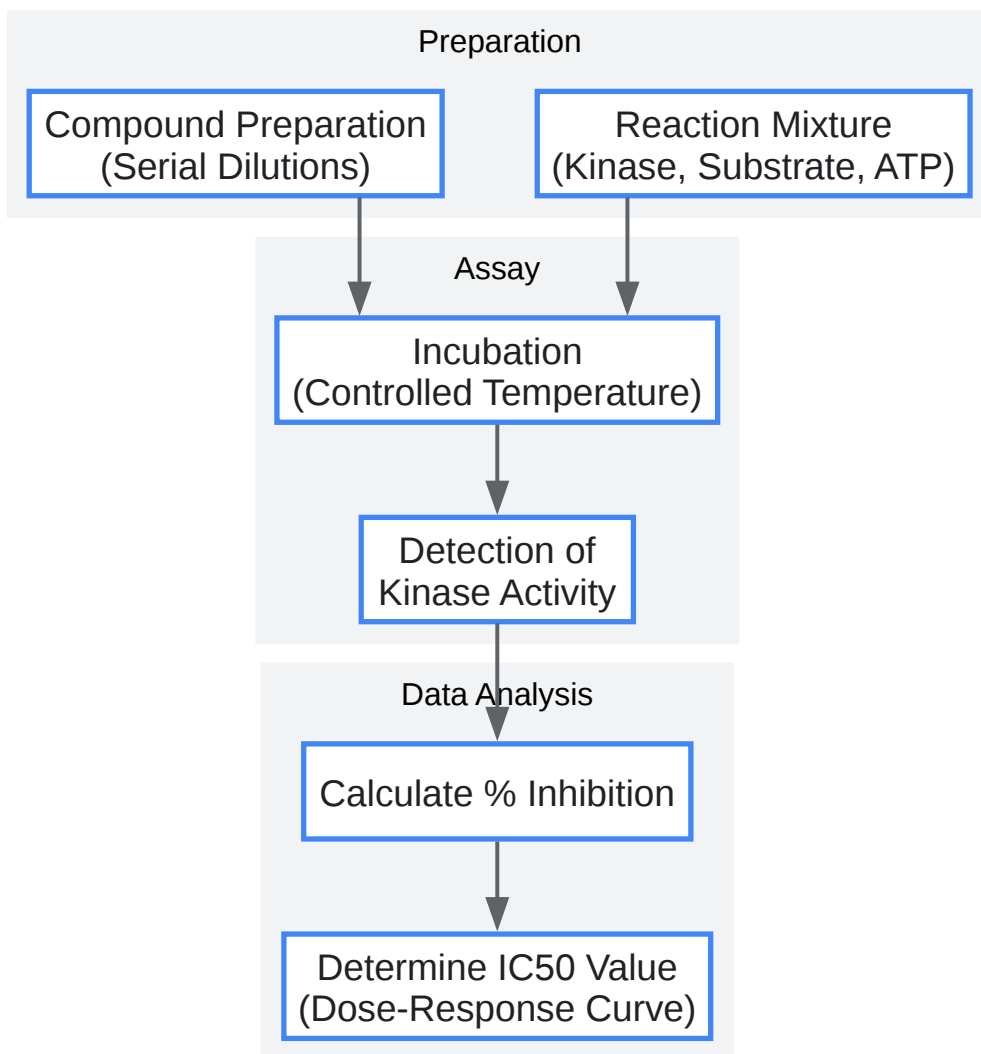 Preparation
Compound Preparation
(Serial Dilutions)
Reaction Mixture
(Kinase, Substrate, ATP)
Assay
Incubation
(Controlled Temperature)
Detection of
Kinase Activity
Data Analysis
Calculate % Inhibition
Determine IC50 Value
(Dose-Response Curve)